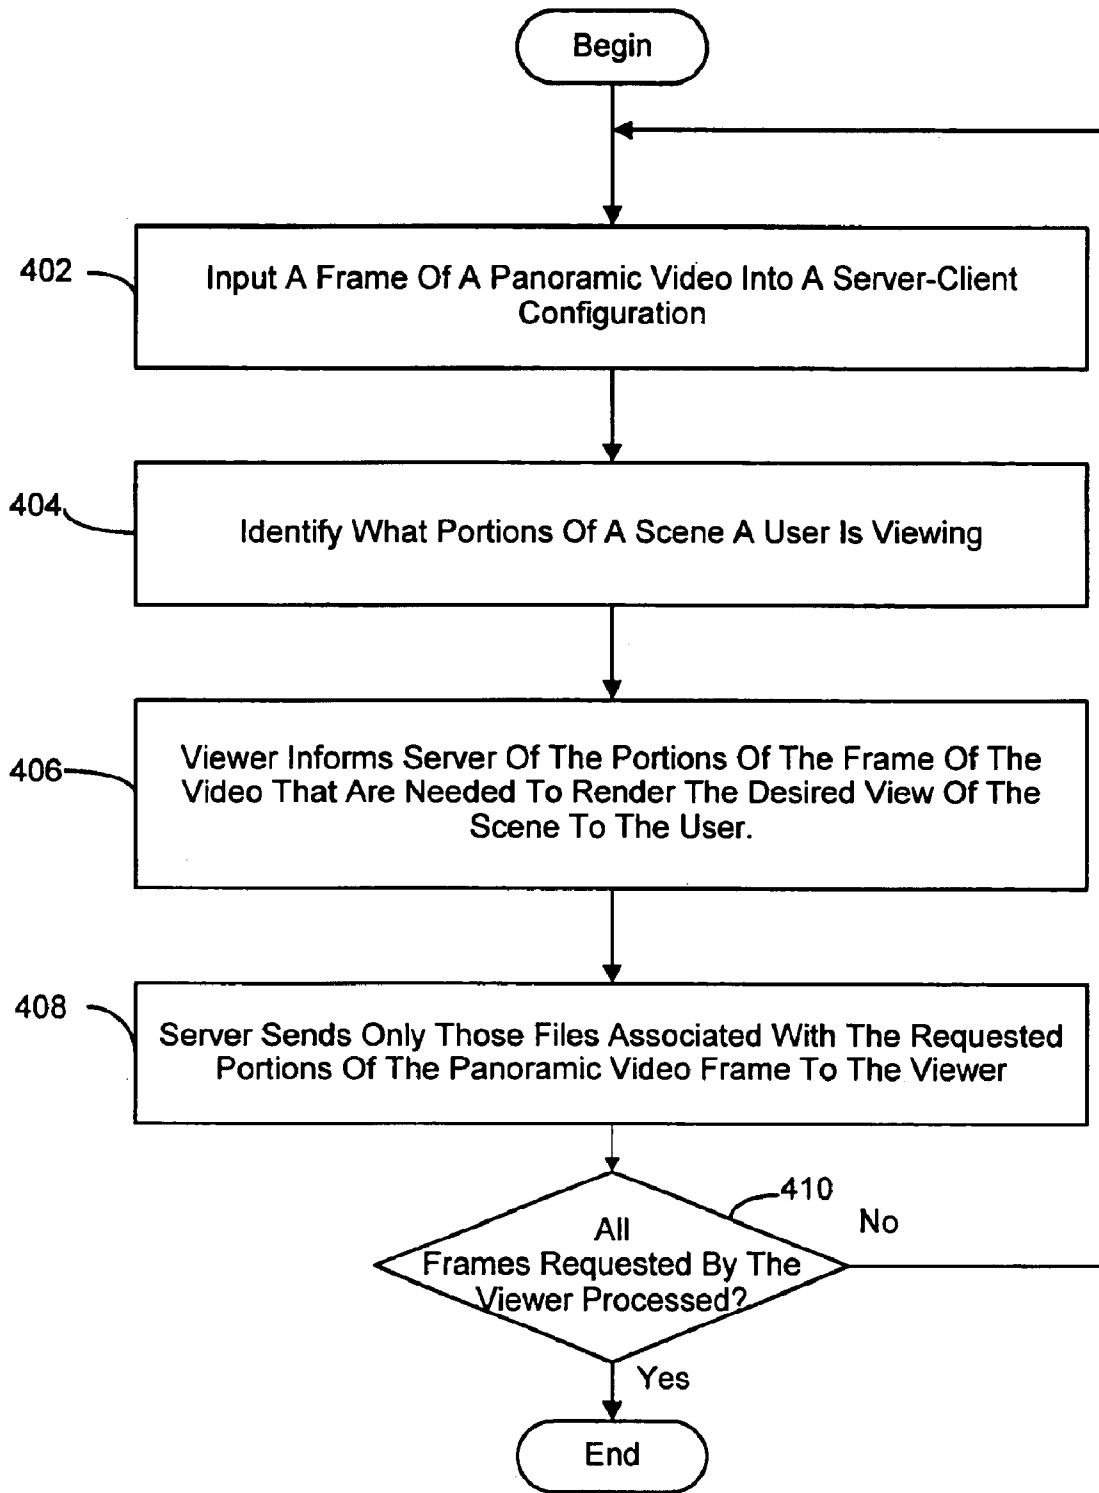 Begin
402
Input A Frame Of A Panoramic Video Into A Server-Client
Configuration
404
Identify What Portions Of A Scene A User Is Viewing
406
Viewer Informs Server Of The Portions Of The Frame Of The
Video That Are Needed To Render The Desired View Of The
Scene To The User.
408
Server Sends Only Those Files Associated With The Requested
Portions Of The Panoramic Video Frame To The Viewer
410
All
Frames Requested By The
Viewer Processed?
No
Yes
End